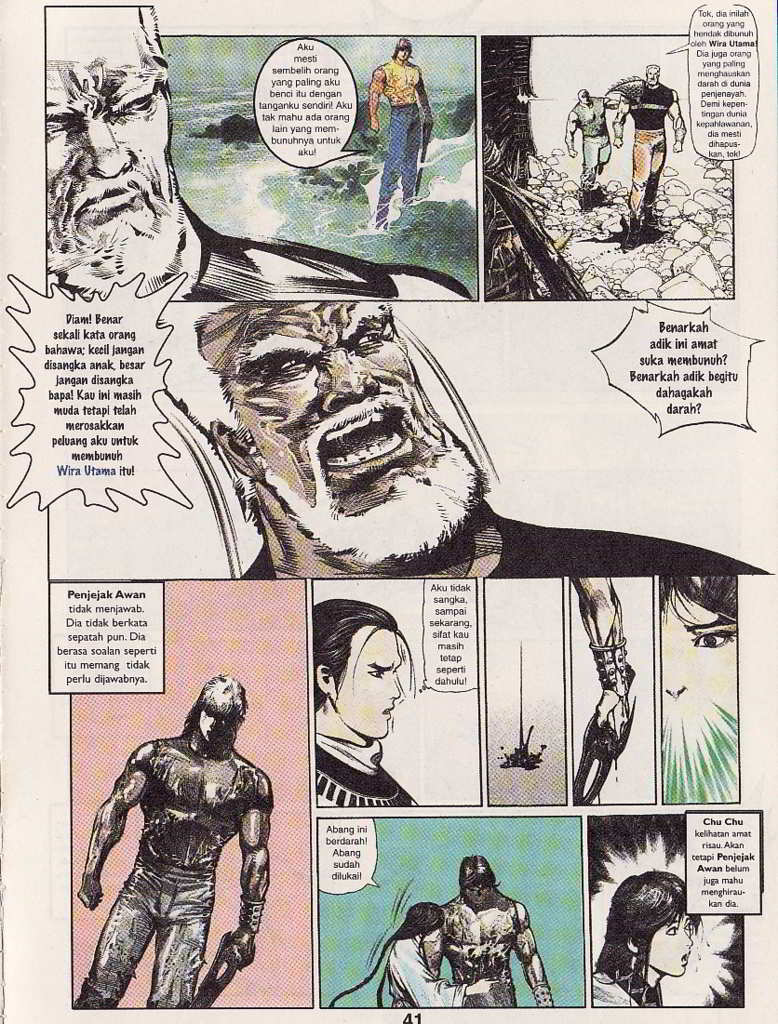 Aku
mesti
sembelih orang
yang paling aku
benci itu dengan
tanganku sendiri! Aku
tak mahu ada orang
lain yang mem-
bunuhnya untuk
aku!
Tok, dia inilah
orang yang
hendak dibunuh
oleh Wira Utama!
Dia juga orang
yang paling
menghauskan
darah di dunia
penjenayah.
Demi kepen-
tingan dunia
kepahlawanan,
dia mesti
dihapus-
kan, tok!
Diam! Benar
sekali kata orang
bahawa; kecil jangan
disangka anak, besar
jangan disangka
bapa! Kau ini masih
muda tetapi telah
merosakkan
peluang aku untuk
membunuh
Wira Utama itu!
Benarkah
adik ini amat
suka membunuh?
Benarkah adik begitu
dahagakah
darah?
Penjejak Awan
tidak menjawab.
Dia tidak berkata
sepatah pun. Dia
berasa soalan seperti
itu memang tidak
perlu dijawabnya.
Aku tidak
sangka,
sampai
sekarang,
sifat kau
masih
tetap
seperti
dahulu!
Abang ini
berdarah!
Abang
sudah
dilukai!
Chu Chu
kelihatan amat
risau. Akan
tetapi Penjejak
Awan belum
juga mahu
menghirau-
kan dia.
41